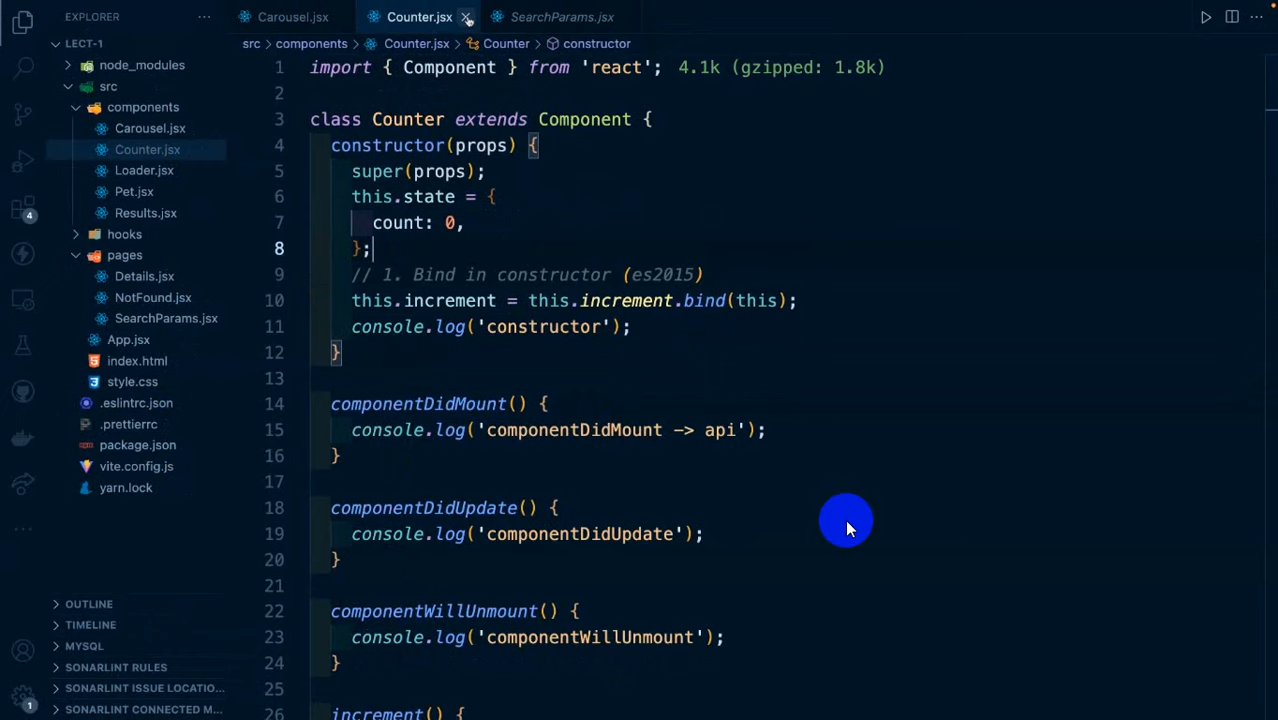 EXPLORER
LECT-1
node_modules
src
components
Carousel.jsx
Counter.jsx
Loader.jsx
Pet.jsx
Results.jsx
hooks
pages
Details.jsx
NotFound.jsx
SearchParams.jsx
App.jsx
index.html
style.css
.eslintrc.json
.prettierrc
package.json
vite.config.js
yarn.lock
OUTLINE
TIMELINE
MYSQL
SONARLINT RULES
SONARLINT ISSUE LOCATIO...
SONARLINT CONNECTED M...
4
1
Carousel.jsx
Counter.jsx
SearchParams.jsx
src > components > Counter.jsx > Counter > constructor
1 import { Component } from 'react'; 4.1k (gzipped: 1.8k)
2
3 class Counter extends Component {
4 constructor(props) {
5 super(props);
6 this.state = {
7 count: 0,
8 };
9 // 1. Bind in constructor (es2015)
10 this.increment = this.increment.bind(this);
11 console.log('constructor');
12 }
13
14 componentDidMount() {
15 console.log('componentDidMount -> api');
16 }
17
18 componentDidUpdate() {
19 console.log('componentDidUpdate');
20 }
21
22 componentWillUnmount() {
23 console.log('componentWillUnmount');
24 }
25
26 increment() {